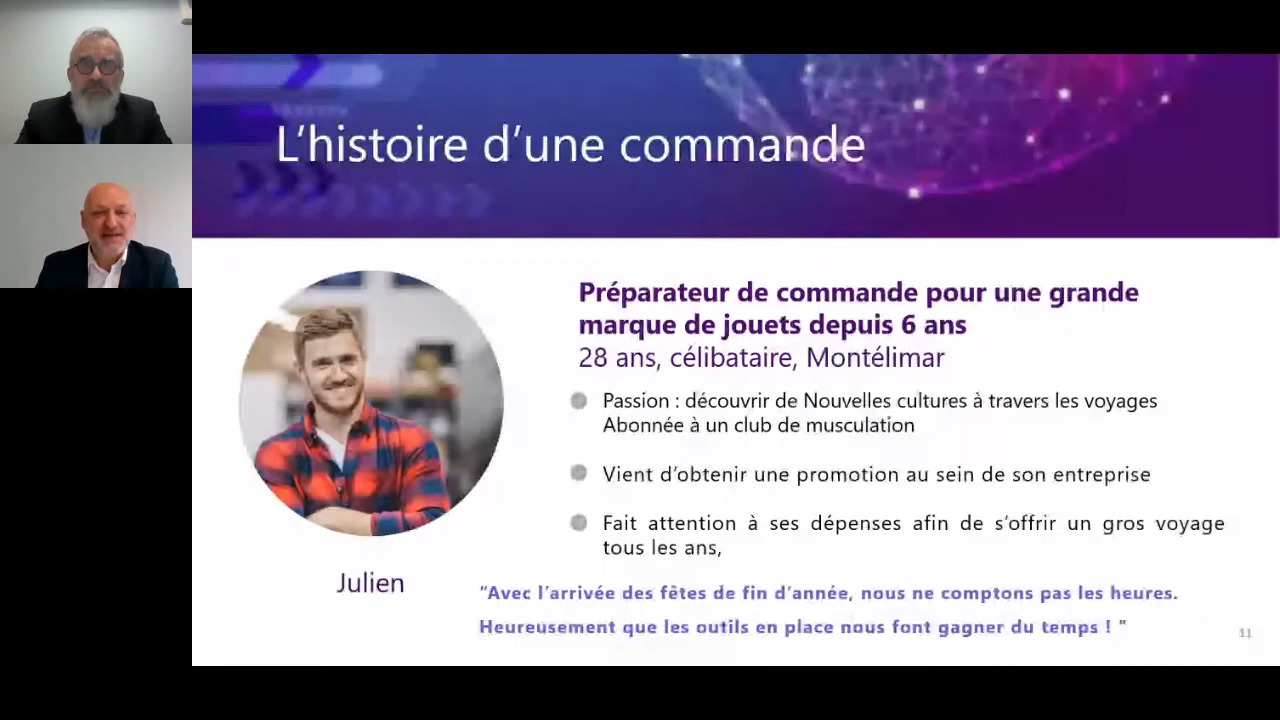 L'histoire d'une commande
Préparateur de commande pour une grande
marque de jouets depuis 6 ans
28 ans, célibataire, Montélimar
Passion : découvrir de Nouvelles cultures à travers les voyages
Abonnée à un club de musculation
Vient d'obtenir une promotion au sein de son entreprise
Fait attention à ses dépenses afin de s'offrir un gros voyage
tous les ans,
Julien
"Avec l'arrivée des fêtes de fin d'année, nous ne comptons pas les heures.
Heureusement que les outils en place nous font gagner du temps ! "
11